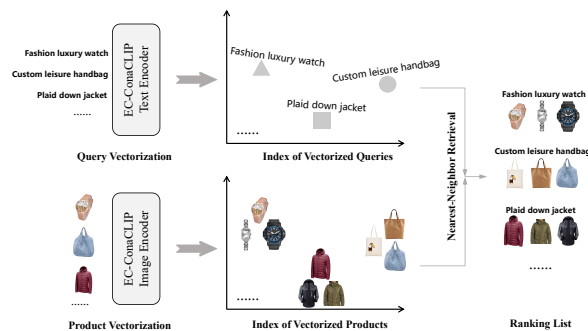 Fashion luxury watch
Custom leisure handbag
Plaid down jacket
......
EC-ConaCLIP
Text Encoder
Query Vectorization
Fashion luxury watch
Custom leisure handbag
Plaid down jacket
......
Index of Vectorized Queries
......
EC-ConaCLIP
Image Encoder
Product Vectorization
......
Index of Vectorized Products
Nearest-Neighbor Retrieval
Fashion luxury watch
Custom leisure handbag
Plaid down jacket
......
Ranking List